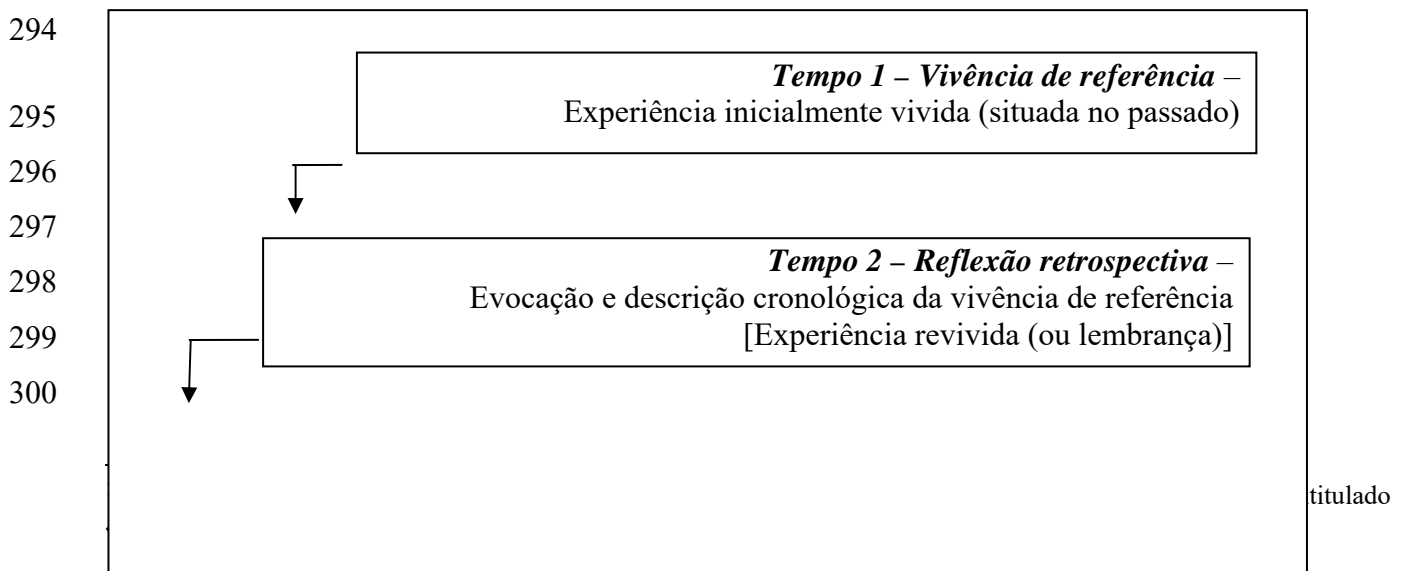 294
Tempo 1 – Vivência de referência –
295
Experiência inicialmente vivida (situada no passado)
296
297
Tempo 2 – Reflexão retrospectiva –
298
Evocação e descrição cronológica da vivência de referência
299
[Experiência revivida (ou lembrança)]
300
titulado